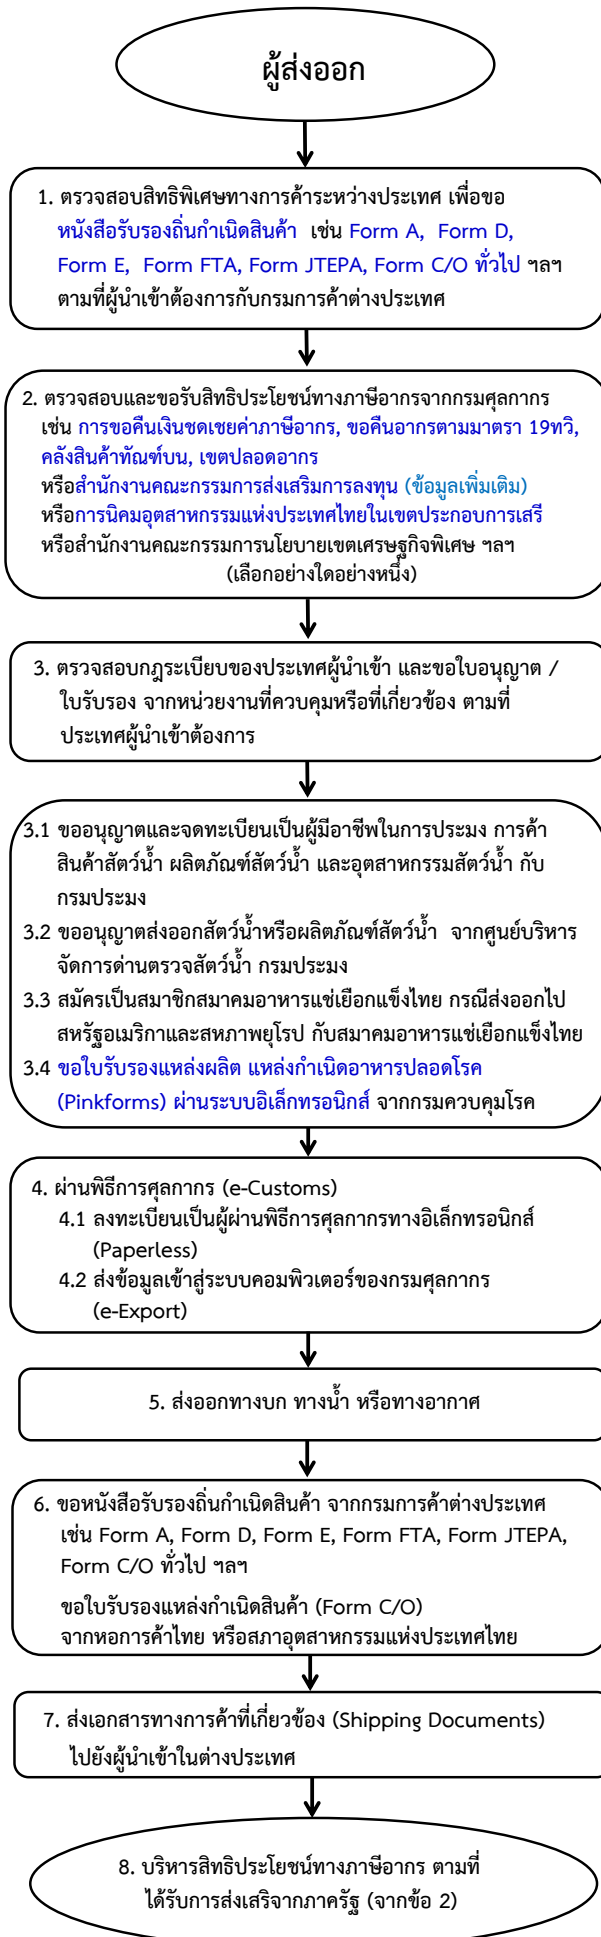 ผู้ส่งออก
1. ตรวจสอบสิทธิพิเศษทางการค้าระหว่างประเทศ เพื่อขอ
หนังสือรับรองถิ่นกำเนิดสินค้า เช่น Form A, Form D,
Form E, Form FTA, Form JTEPA, Form C/O ทั่วไป ฯลฯ
ตามที่ผู้นำเข้าต้องการกับกรมการค้าต่างประเทศ
2. ตรวจสอบและขอรับสิทธิประโยชน์ทางภาษีอากรจากกรมศุลกากร
เช่น การขอคืนเงินชดเชยค่าภาษีอากร, ขอคืนอากรตามมาตรา 19ทวิ,
คลังสินค้าทัณฑ์บน, เขตปลอดอากร
หรือสำนักงานคณะกรรมการส่งเสริมการลงทุน (ข้อมูลเพิ่มเติม)
หรือการนิคมอุตสาหกรรมแห่งประเทศไทยในเขตประกอบการเสรี
หรือสำนักงานคณะกรรมการนโยบายเขตเศรษฐกิจพิเศษ ฯลฯ
(เลือกอย่างใดอย่างหนึ่ง)
3. ตรวจสอบกฎระเบียบของประเทศผู้นำเข้า และขอใบอนุญาต /
ใบรับรอง จากหน่วยงานที่ควบคุมหรือที่เกี่ยวข้อง ตามที่
ประเทศผู้นำเข้าต้องการ
3.1 ขออนุญาตและจดทะเบียนเป็นผู้มีอาชีพในการประมง การค้า
สินค้าสัตว์น้ำ ผลิตภัณฑ์สัตว์น้ำ และอุตสาหกรรมสัตว์น้ำ กับ
กรมประมง
3.2 ขออนุญาตส่งออกสัตว์น้ำหรือผลิตภัณฑ์สัตว์น้ำ จากศูนย์บริหาร
จัดการด่านตรวจสัตว์น้ำ กรมประมง
3.3 สมัครเป็นสมาชิกสมาคมอาหารแช่เยือกแข็งไทย กรณีส่งออกไป
สหรัฐอเมริกาและสหภาพยุโรป กับสมาคมอาหารแช่เยือกแข็งไทย
3.4 ขอใบรับรองแหล่งผลิต แหล่งกำเนิดอาหารปลอดโรค
(Pinkforms) ผ่านระบบอิเล็กทรอนิกส์ จากกรมควบคุมโรค
4. ผ่านพิธีการศุลกากร (e-Customs)
4.1 ลงทะเบียนเป็นผู้ผ่านพิธีการศุลกากรทางอิเล็กทรอนิกส์
(Paperless)
4.2 ส่งข้อมูลเข้าสู่ระบบคอมพิวเตอร์ของกรมศุลกากร
(e-Export)
5. ส่งออกทางบก ทางน้ำ หรือทางอากาศ
6. ขอหนังสือรับรองถิ่นกำเนิดสินค้า จากกรมการค้าต่างประเทศ
เช่น Form A, Form D, Form E, Form FTA, Form JTEPA,
Form C/O ทั่วไป ฯลฯ
ขอใบรับรองแหล่งกำเนิดสินค้า (Form C/O)
จากหอการค้าไทย หรือสภาอุตสาหกรรมแห่งประเทศไทย
7. ส่งเอกสารทางการค้าที่เกี่ยวข้อง (Shipping Documents)
ไปยังผู้นำเข้าในต่างประเทศ
8. บริหารสิทธิประโยชน์ทางภาษีอากร ตามที่
ได้รับการส่งเสริจากภาครัฐ (จากข้อ 2)